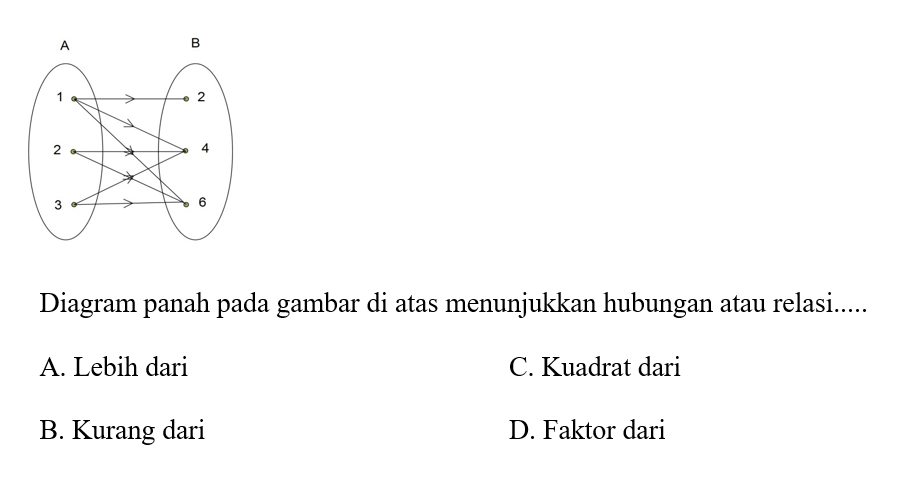 A B
1 2
2 4
3 6
Diagram panah pada gambar di atas menunjukkan hubungan atau relasi.....
A. Lebih dari C. Kuadrat dari
B. Kurang dari D. Faktor dari